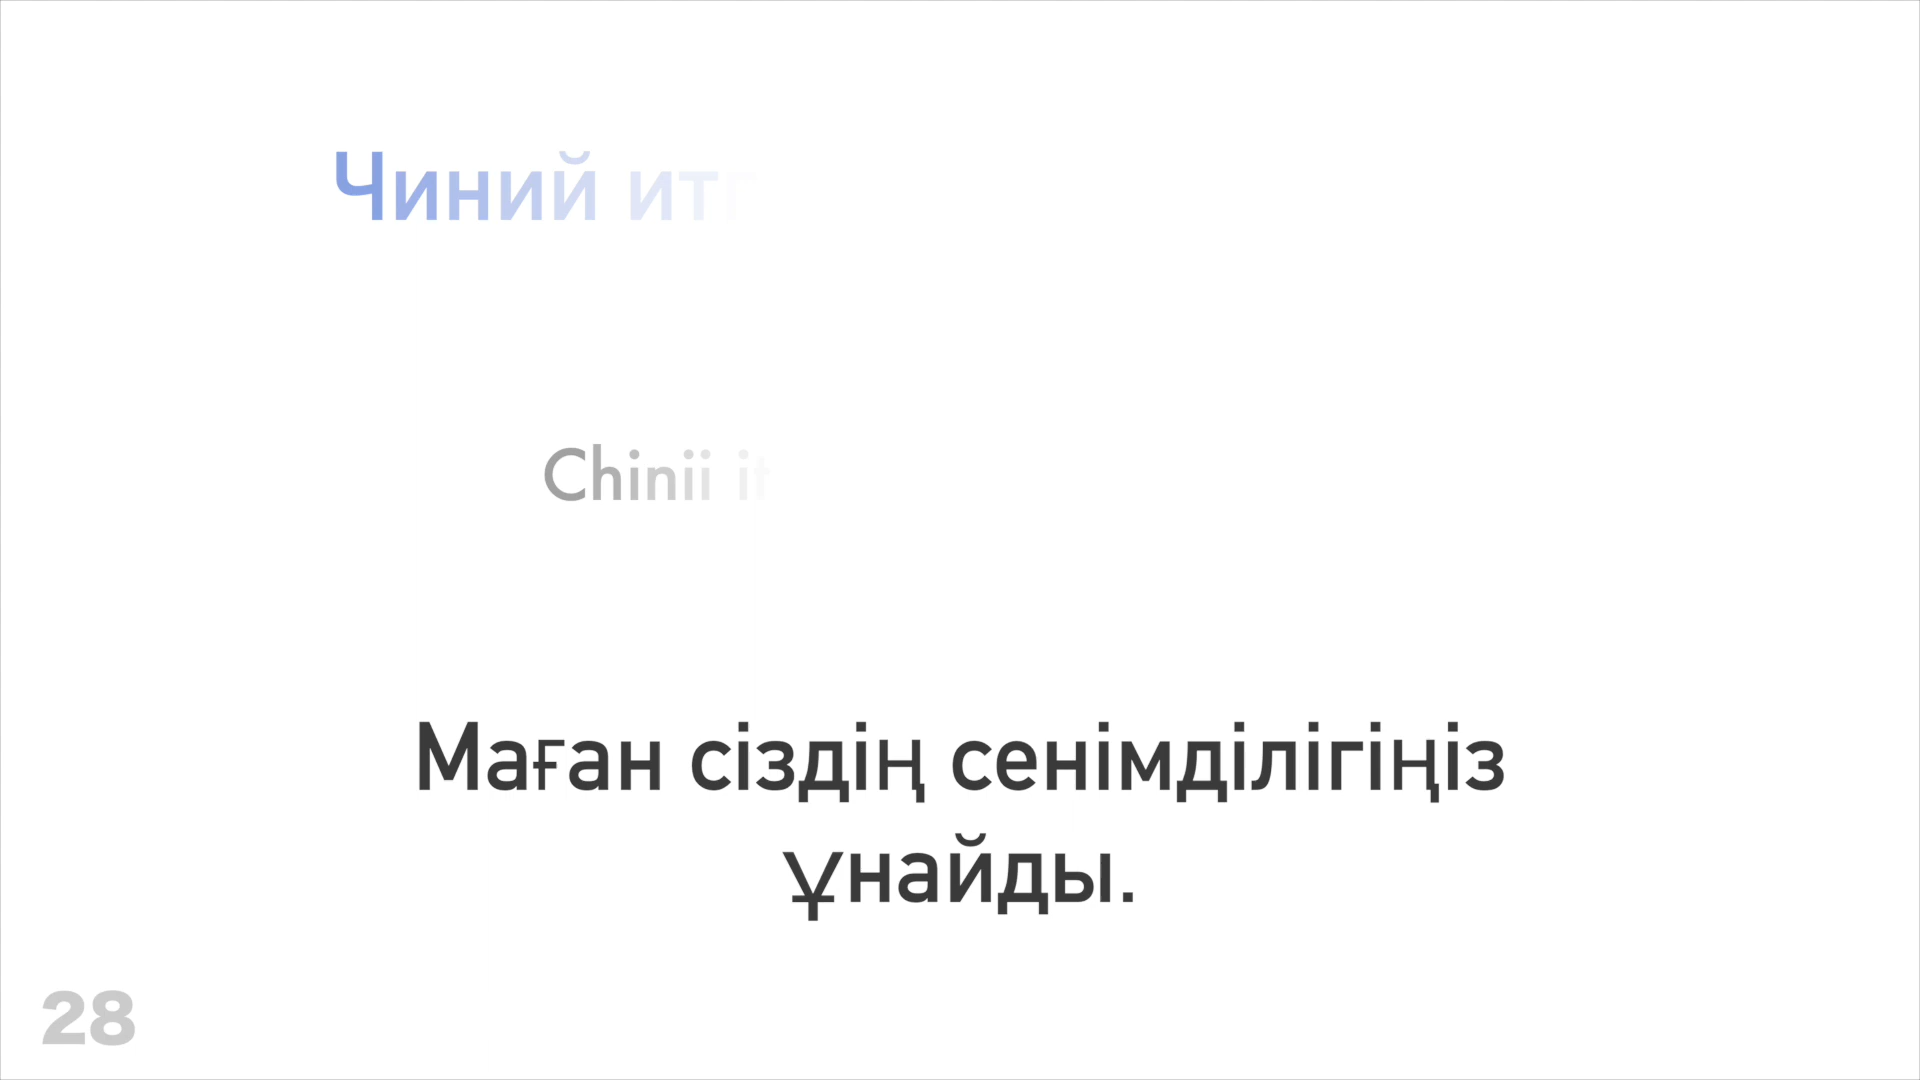 Чиний
Chinii
Маған сіздің сенімділігіңіз
ұнайды.
28